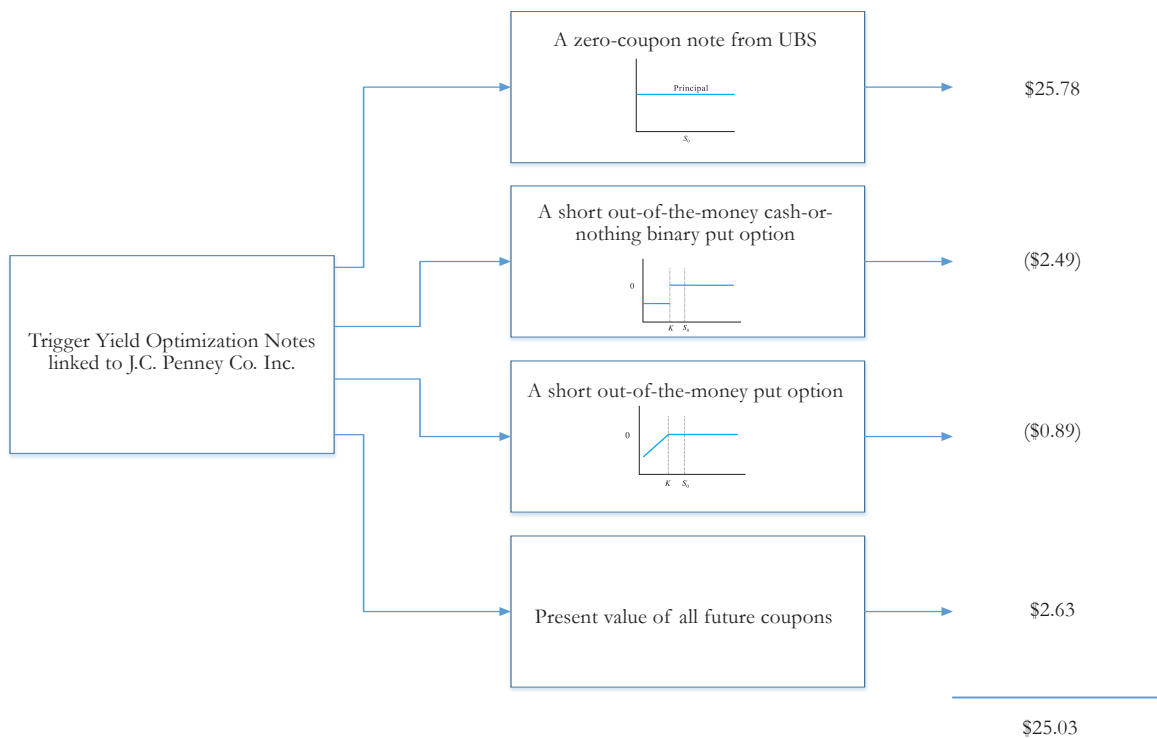 A zero-coupon note from UBS
Principal
S₀
$25.78
A short out-of-the-money cash-or-
nothing binary put option
0
K S₀
($2.49)
Trigger Yield Optimization Notes
linked to J.C. Penney Co. Inc.
A short out-of-the-money put option
0
K S₀
($0.89)
Present value of all future coupons
$2.63
$25.03